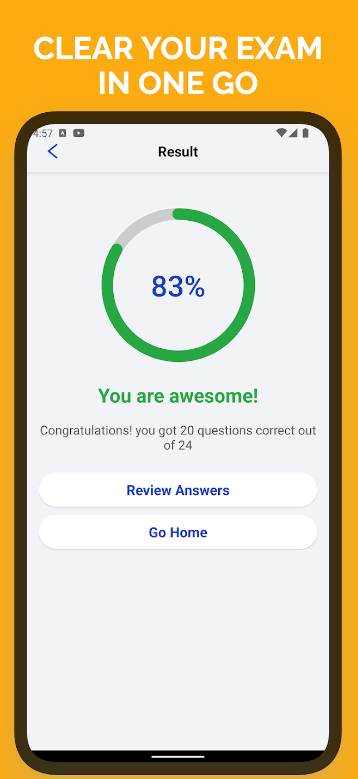 CLEAR YOUR EXAM
IN ONE GO
4:57
Result
83%
You are awesome!
Congratulations! you got 20 questions correct out
of 24
Review Answers
Go Home